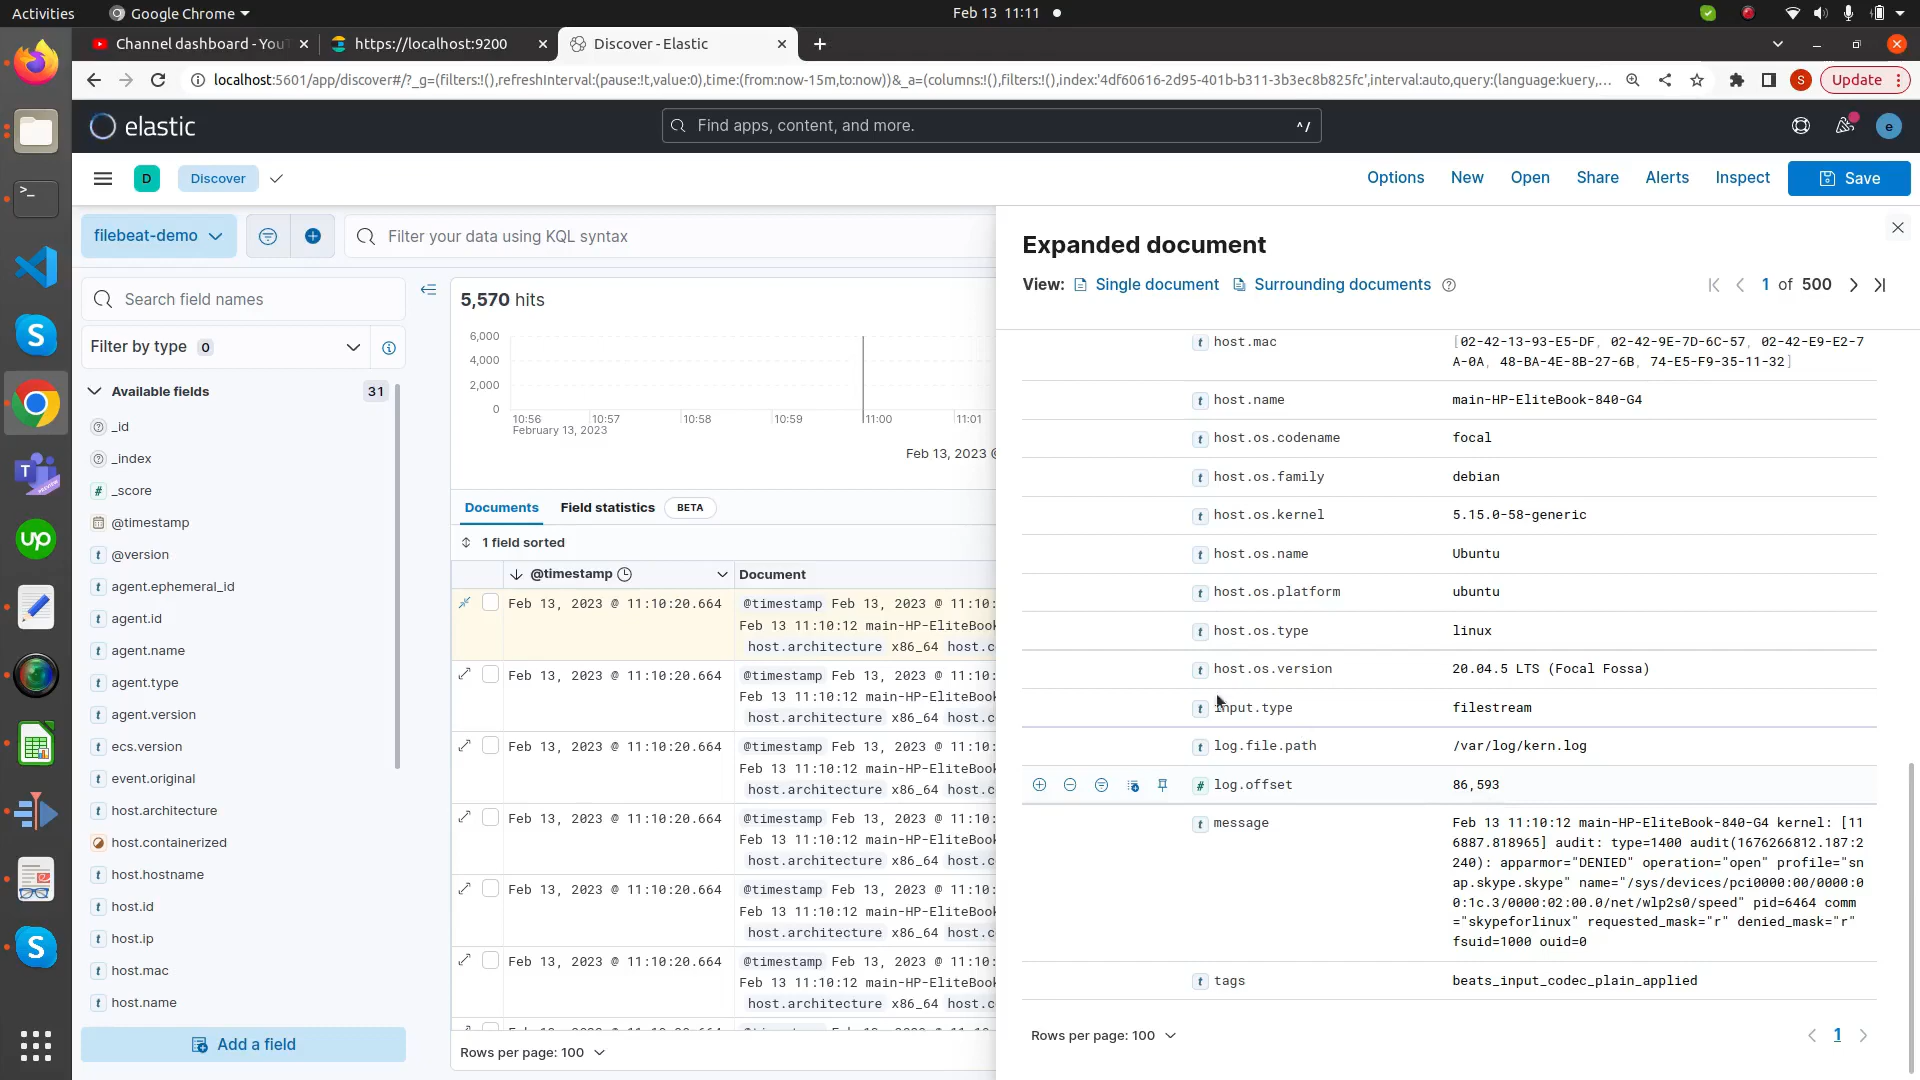 Activities
Google Chrome
Feb 13 11:11
Channel dashboard - YouT
https://localhost:9200
Discover - Elastic
localhost:5601/app/discover#/?_g=(filters:!(),refreshInterval:(pause:!t,value:0),time:(from:now-15m,to:now))&_a=(columns:!(),filters:!(),index:'4df60616-2d95-401b-b311-3b3ec8b825fc',interval:auto,query:(language:kuery,...
S
Update
elastic
Find apps, content, and more.
^/
e
D
Discover
Options
New
Open
Share
Alerts
Inspect
Save
filebeat-demo
Filter your data using KQL syntax
Search field names
Filter by type 0
Available fields
31
_id
_index
_score
@timestamp
@version
agent.ephemeral_id
agent.id
agent.name
agent.type
agent.version
ecs.version
event.original
host.architecture
host.containerized
host.hostname
host.id
host.ip
host.mac
host.name
Add a field
5,570 hits
6,000
4,000
2,000
0
10:56
10:57
10:58
10:59
11:00
11:01
February 13, 2023
Feb 13, 2023 @
Documents
Field statistics
BETA
1 field sorted
@timestamp
Document
Feb 13, 2023 @ 11:10:20.664
@timestamp Feb 13, 2023 @ 11:10:
Feb 13 11:10:12 main-HP-EliteBook
host.architecture x86_64 host.c
Feb 13, 2023 @ 11:10:20.664
@timestamp Feb 13, 2023 @ 11:10:
Feb 13 11:10:12 main-HP-EliteBook
host.architecture x86_64 host.c
Feb 13, 2023 @ 11:10:20.664
@timestamp Feb 13, 2023 @ 11:10:
Feb 13 11:10:12 main-HP-EliteBook
host.architecture x86_64 host.c
Feb 13, 2023 @ 11:10:20.664
@timestamp Feb 13, 2023 @ 11:10:
Feb 13 11:10:12 main-HP-EliteBook
host.architecture x86_64 host.c
Feb 13, 2023 @ 11:10:20.664
@timestamp Feb 13, 2023 @ 11:10:
Feb 13 11:10:12 main-HP-EliteBook
host.architecture x86_64 host.c
Feb 13, 2023 @ 11:10:20.664
@timestamp Feb 13, 2023 @ 11:10:
Feb 13 11:10:12 main-HP-EliteBook
host.architecture x86_64 host.c
Rows per page: 100
Expanded document
View:
Single document
Surrounding documents
1 of 500
host.mac
[02-42-13-93-E5-DF, 02-42-9E-7D-6C-57, 02-42-E9-E2-7
A-0A, 48-BA-4E-8B-27-6B, 74-E5-F9-35-11-32]
host.name
main-HP-EliteBook-840-G4
host.os.codename
focal
host.os.family
debian
host.os.kernel
5.15.0-58-generic
host.os.name
Ubuntu
host.os.platform
ubuntu
host.os.type
linux
host.os.version
20.04.5 LTS (Focal Fossa)
input.type
filestream
log.file.path
/var/log/kern.log
log.offset
86,593
message
Feb 13 11:10:12 main-HP-EliteBook-840-G4 kernel: [11
6887.818965] audit: type=1400 audit(1676266812.187:2
240): apparmor="DENIED" operation="open" profile="sn
ap.skype.skype" name="/sys/devices/pci0000:00/0000:0
0:1c.3/0000:02:00.0/net/wlp2s0/speed" pid=6464 comm
="skypeforlinux" requested_mask="r" denied_mask="r"
fsuid=1000 ouid=0
tags
beats_input_codec_plain_applied
Rows per page: 100
1